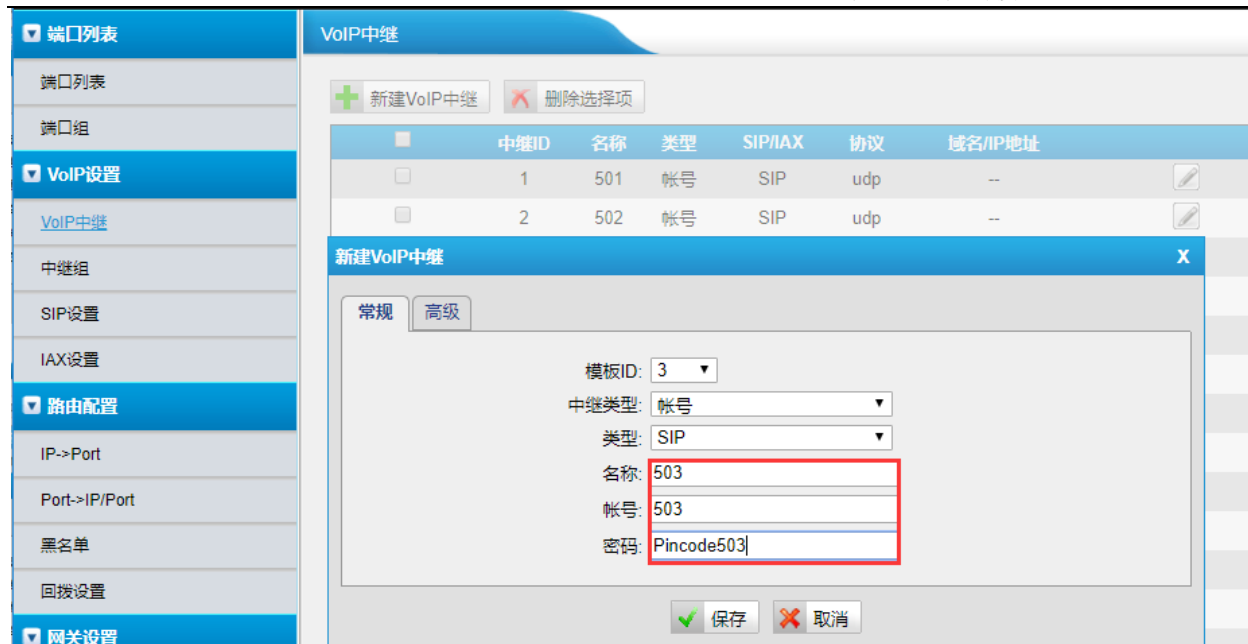 端口列表
端口列表
端口组
VoIP设置
VoIP中继
中继组
SIP设置
IAX设置
路由配置
IP->Port
Port->IP/Port
黑名单
回拨设置
网关设置
VoIP中继
新建VoIP中继 删除选择项
中继ID 名称 类型 SIP/IAX 协议 域名/IP地址
1 501 帐号 SIP udp --
2 502 帐号 SIP udp --
新建VoIP中继 X
常规 高级
模板ID: 3
中继类型: 帐号
类型: SIP
名称: 503
帐号: 503
密码: Pincode503
保存 取消